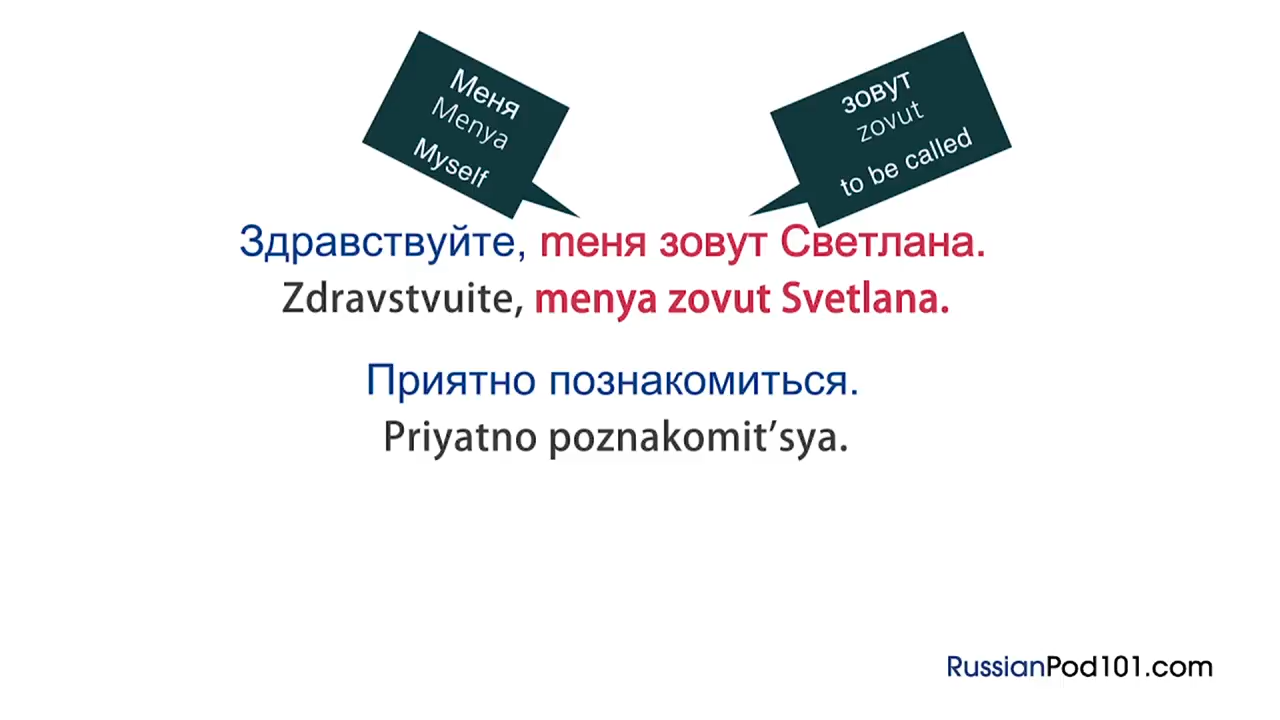 Меня
Menya
Myself
зовут
zovut
to be called
Здравствуйте, mеня зовут Светлана.
Zdravstvuite, menya zovut Svetlana.
Приятно познакомиться.
Priyatno poznakomit’sya.
RussianPod101.com